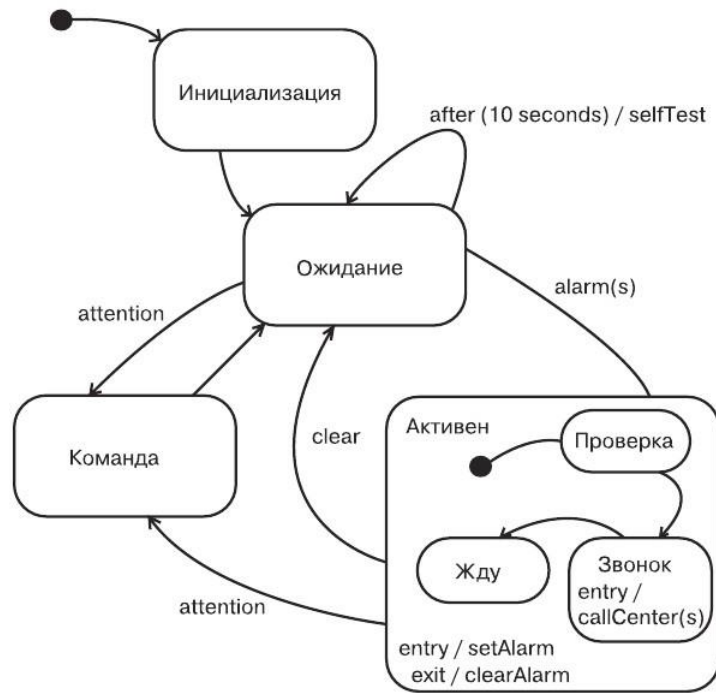 Инициализация
after (10 seconds) / selfTest
Ожидание
alarm(s)
attention
Команда
clear
Активен
Проверка
Жду
Звонок
entry /
callCenter(s)
attention
entry / setAlarm
exit / clearAlarm